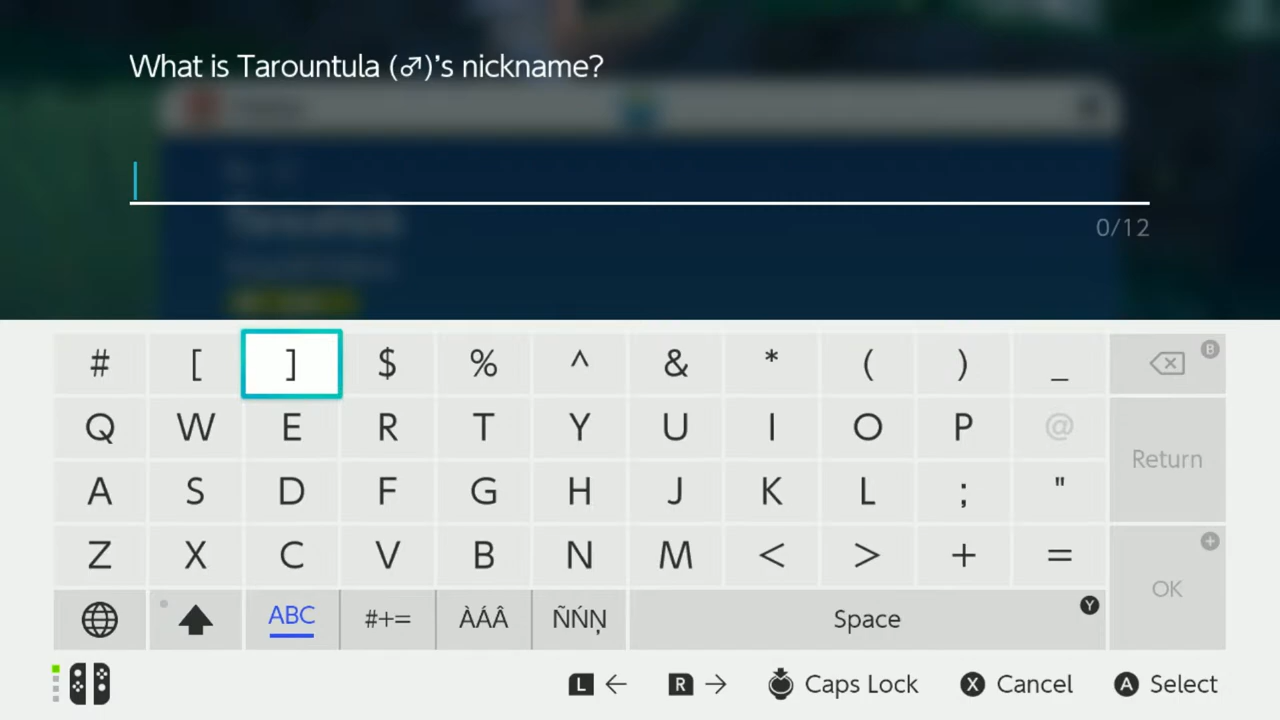 What is Tarountula (♂)'s nickname?
0/12
# [ ] $ % ^ & * ( ) _ B
Q W E R T Y U I O P @ Return
A S D F G H J K L ; "
Z X C V B N M < > + = + OK
ABC #+= ÀÁÂ ÑŃŅ Space Y
L ← R → Caps Lock X Cancel A Select